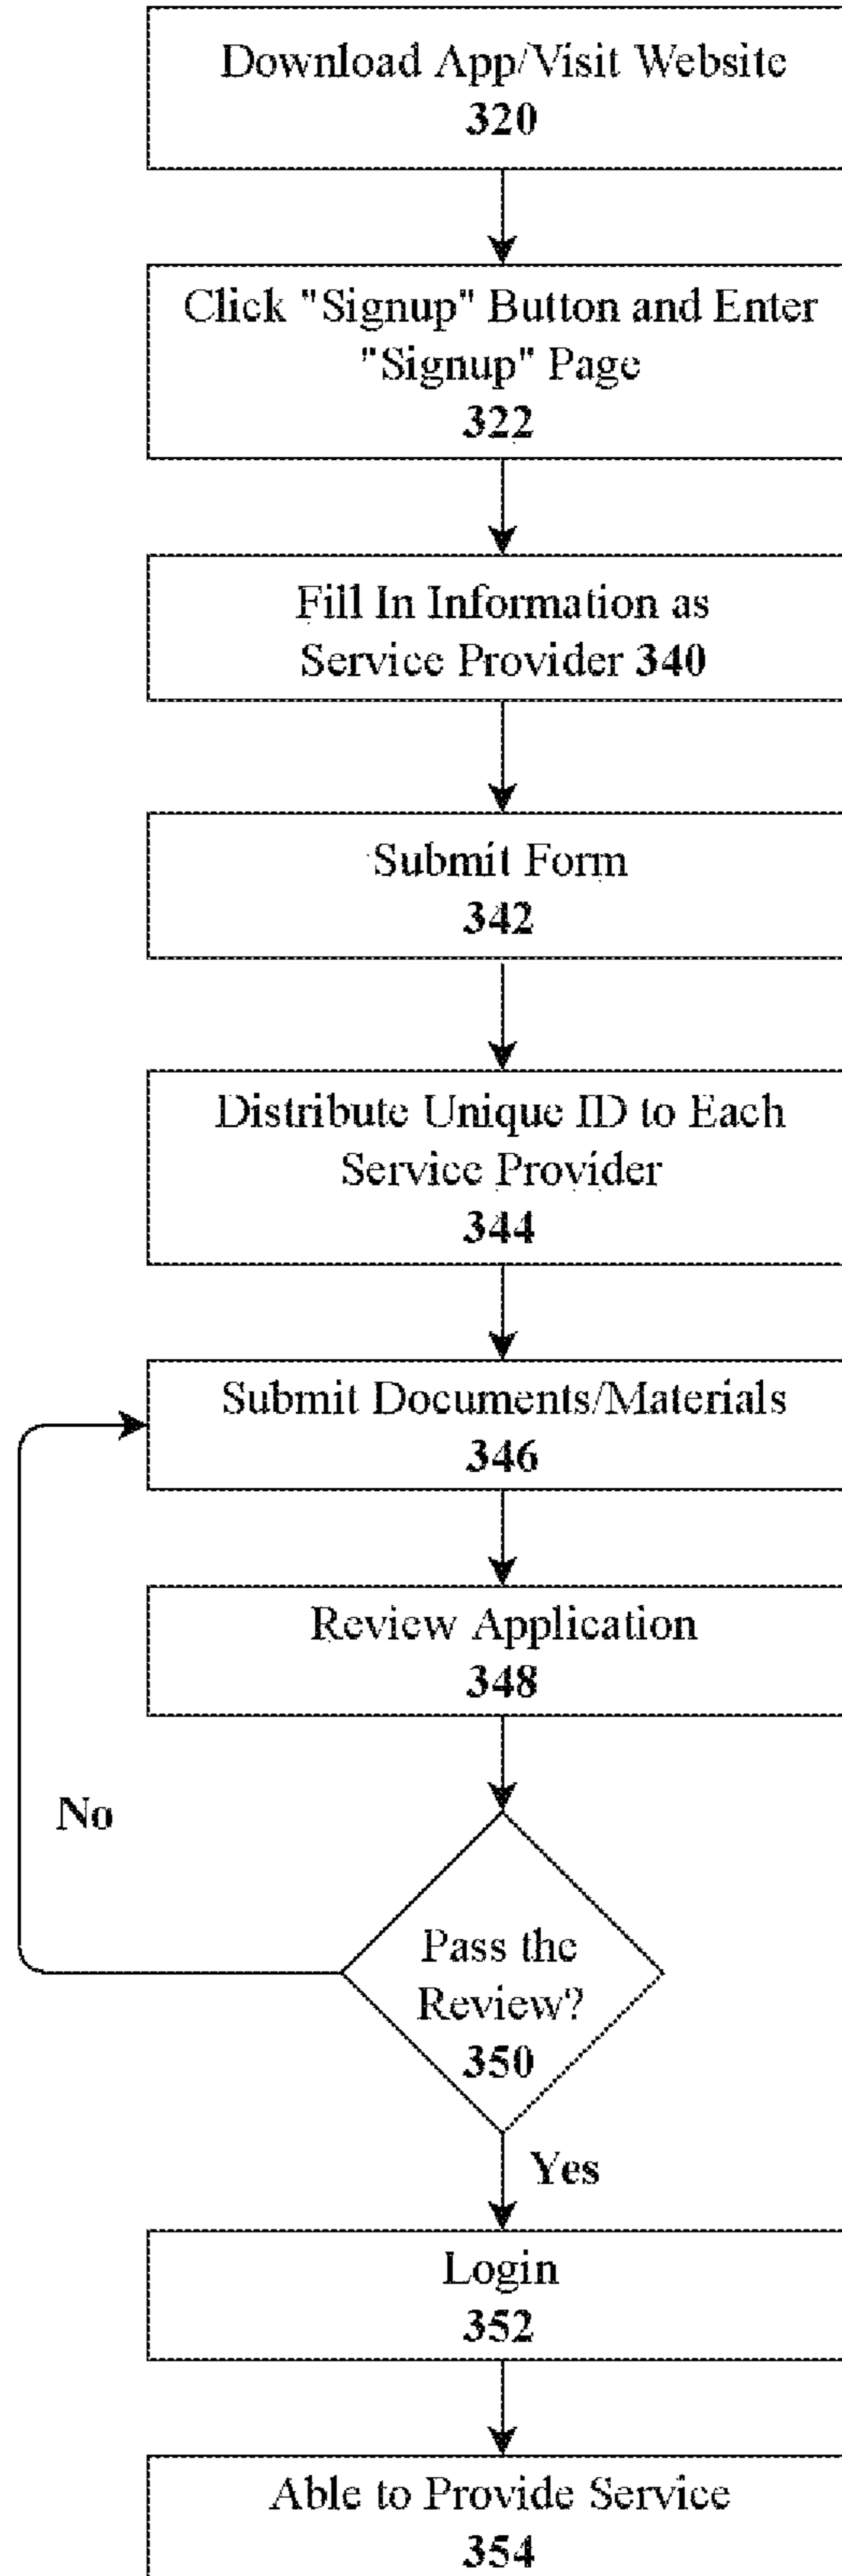 Download App/Visit Website
320
Click "Signup" Button and Enter
"Signup" Page
322
Fill In Information as
Service Provider 340
Submit Form
342
Distribute Unique ID to Each
Service Provider
344
Submit Documents/Materials
346
Review Application
348
No
Pass the
Review?
350
Yes
Login
352
Able to Provide Service
354